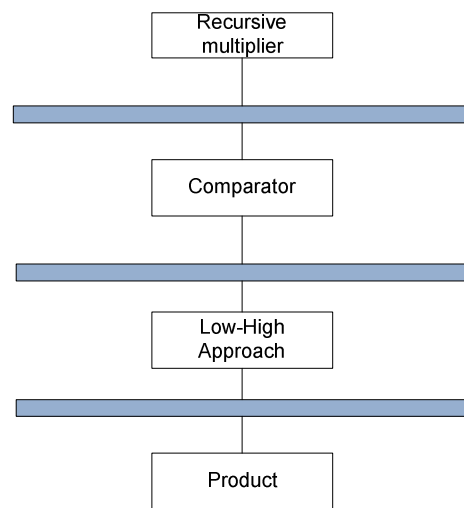 Recursive
multiplier
Comparator
Low-High
Approach
Product